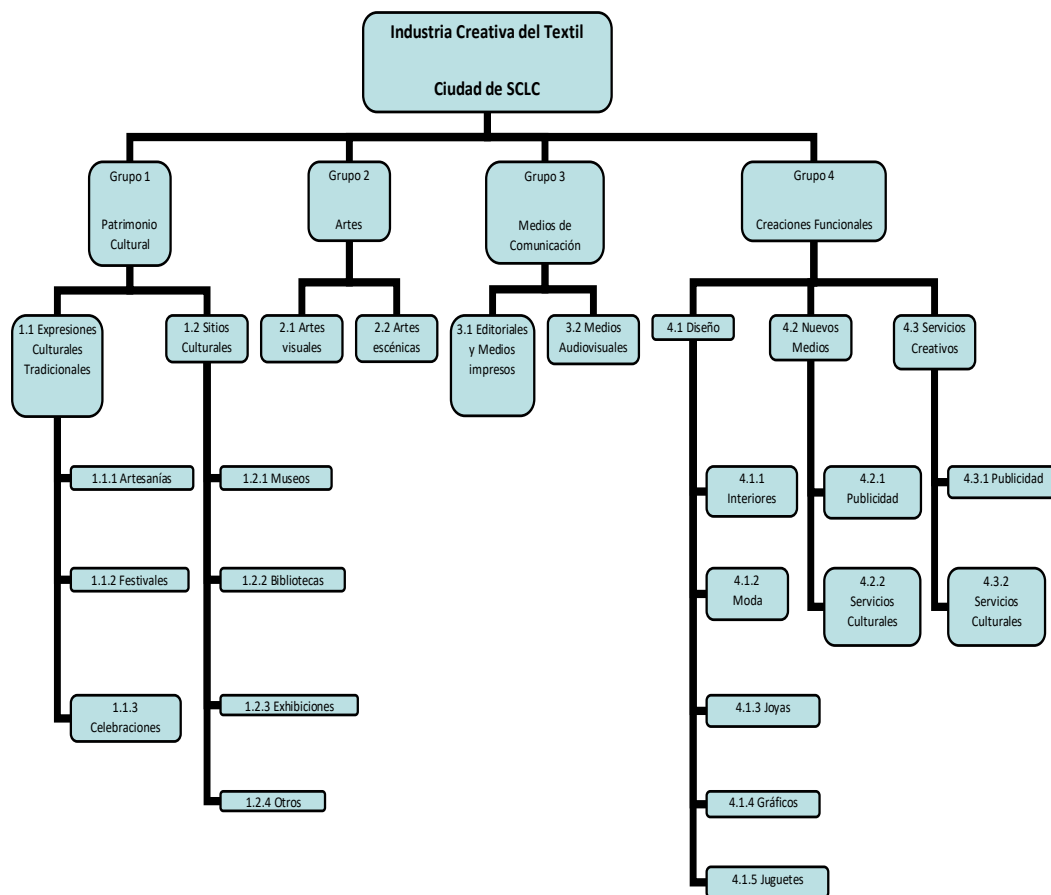 Industria Creativa del Textil
Ciudad de SCLC
Grupo 1
Patrimonio
Cultural
Grupo 2
Artes
Grupo 3
Medios de
Comunicación
Grupo 4
Creaciones Funcionales
1.1 Expresiones
Culturales
Tradicionales
1.2 Sitios
Culturales
2.1 Artes
visuales
2.2 Artes
escénicas
3.1 Editoriales
y Medios
impresos
3.2 Medios
Audiovisuales
4.1 Diseño
4.2 Nuevos
Medios
4.3 Servicios
Creativos
1.1.1 Artesanías
1.1.2 Festivales
1.1.3
Celebraciones
1.2.1 Museos
1.2.2 Bibliotecas
1.2.3 Exhibiciones
1.2.4 Otros
4.1.1
Interiores
4.1.2
Moda
4.1.3 Joyas
4.1.4 Gráficos
4.1.5 Juguetes
4.2.1
Publicidad
4.2.2
Servicios
Culturales
4.3.1 Publicidad
4.3.2
Servicios
Culturales